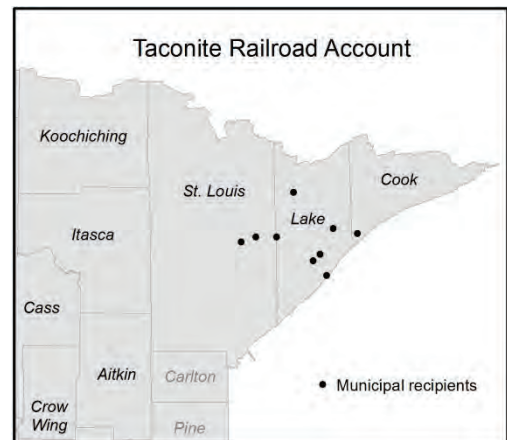 Taconite Railroad Account
Koochiching
St. Louis
Cook
Lake
Itasca
Cass
Aitkin
Carlton
Municipal recipients
Crow
Wing
Pine